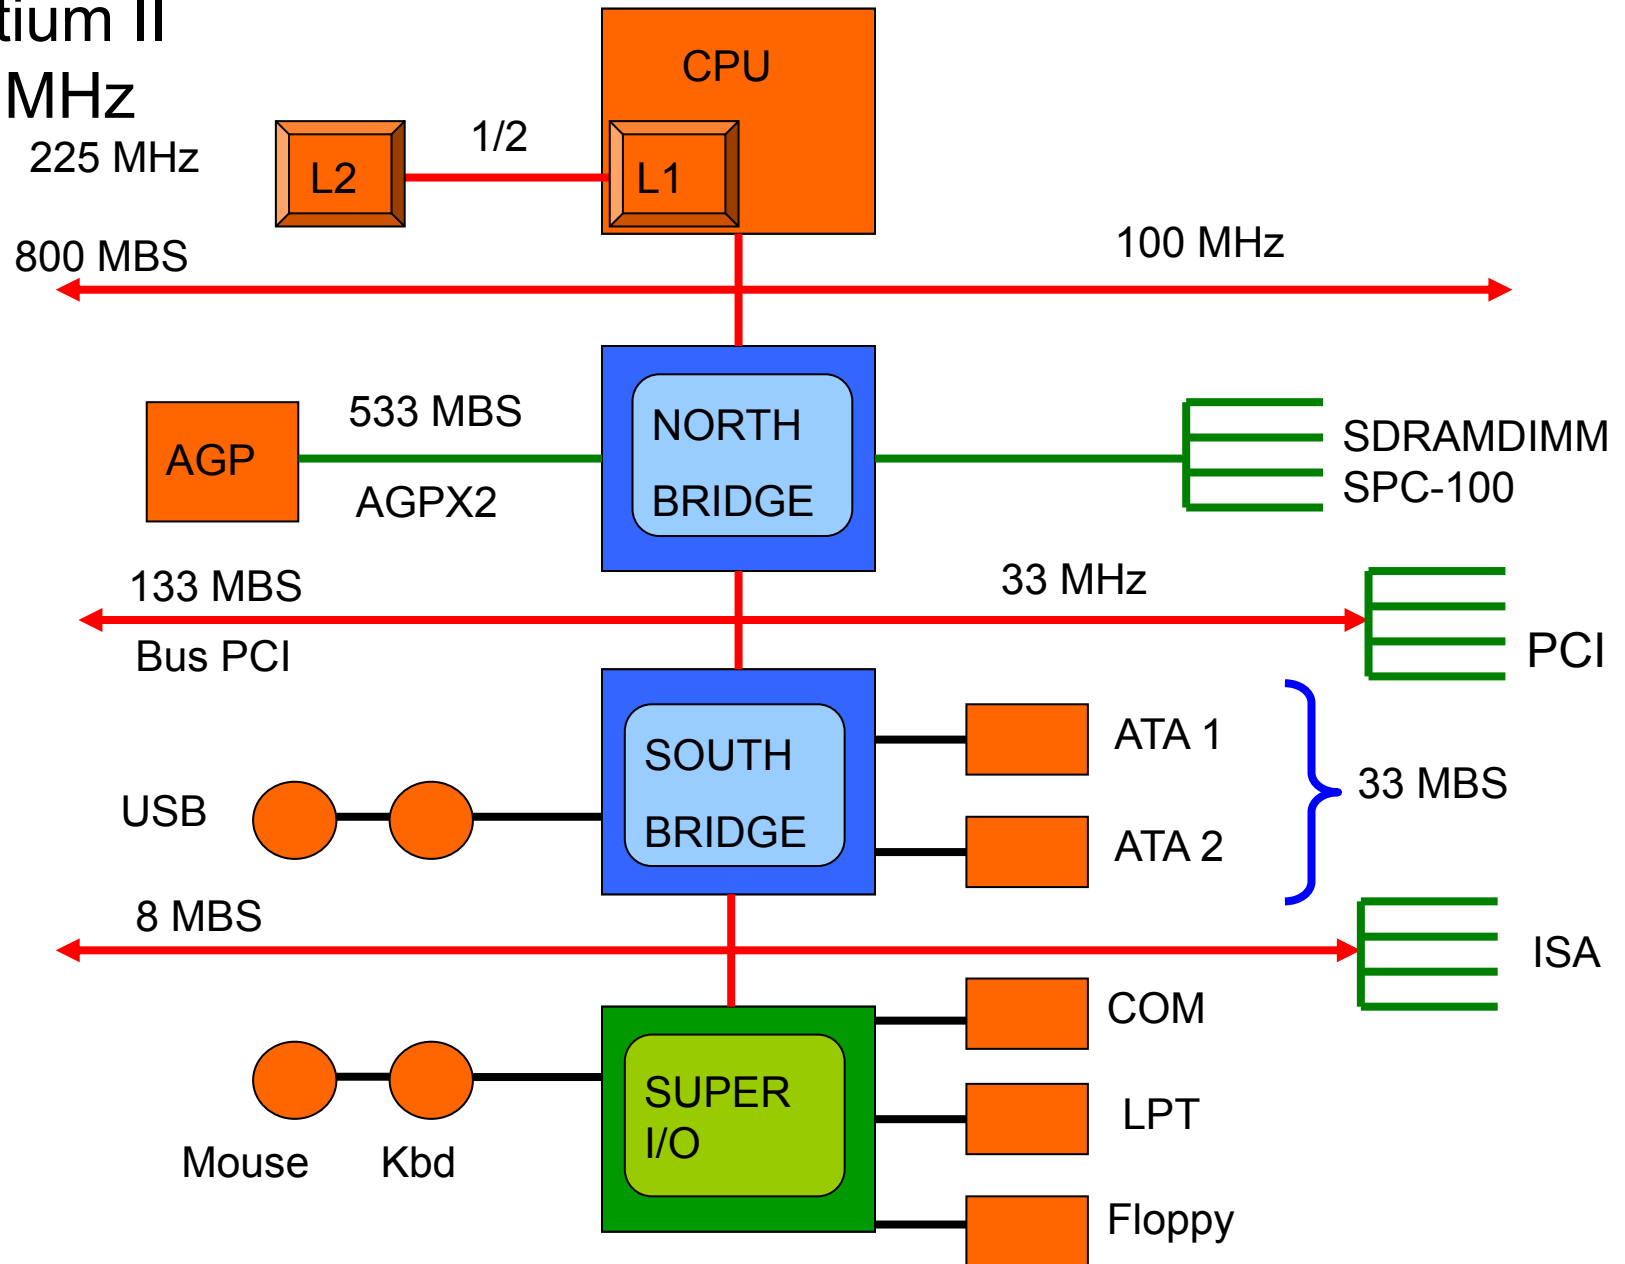 tium II
MHz
CPU
225 MHz
1/2
L2
L1
800 MBS
100 MHz
533 MBS
AGP
AGPX2
NORTH
BRIDGE
SDRAMDIMM
SPC-100
133 MBS
33 MHz
Bus PCI
PCI
SOUTH
BRIDGE
ATA 1
33 MBS
USB
ATA 2
8 MBS
ISA
COM
SUPER
I/O
LPT
Mouse
Kbd
Floppy